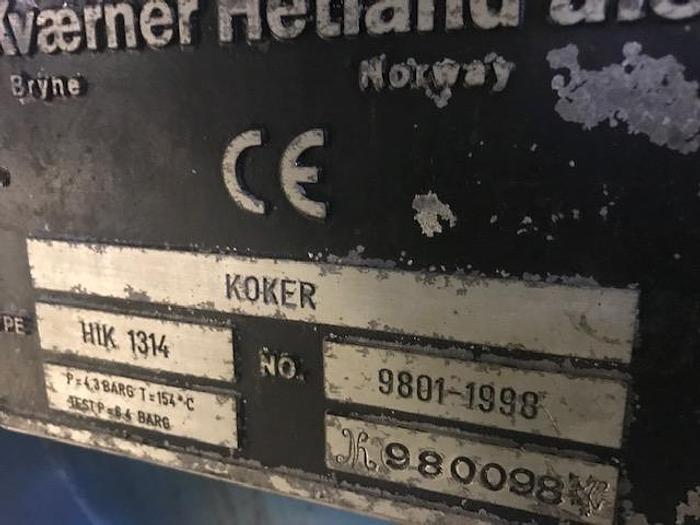 Kværner Hetland
Bryne Norway
CE
KOKER
PE HIK 1314 NO. 9801-1998
P=4,3 BARG T=154°C
TEST P=6,4 BARG
980098